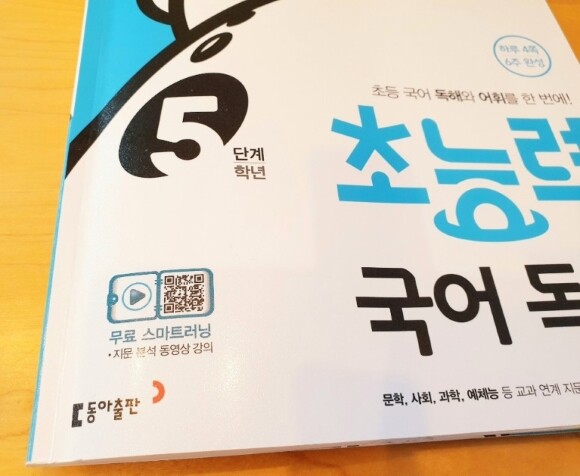 하루 4쪽
6주 완성
초등 국어 독해와 어휘를 한 번에!
5
단계
학년
초능력
국어 독
무료 스마트러닝
• 지문 분석 동영상 강의
동아출판
문학, 사회, 과학, 예체능 등 교과 연계 지문